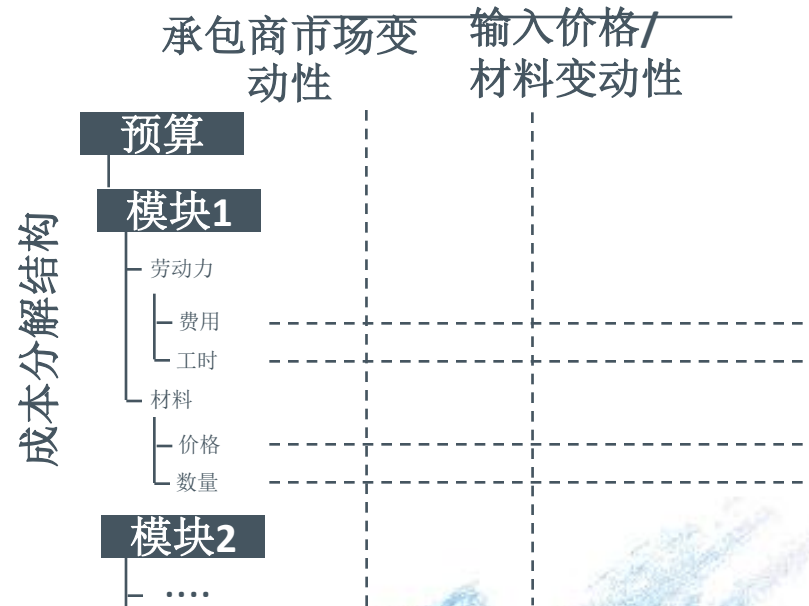 承包商市场变
动性
输入价格/
材料变动性
成本分解结构
预算
模块1
劳动力
费用
工时
材料
价格
数量
模块2
....